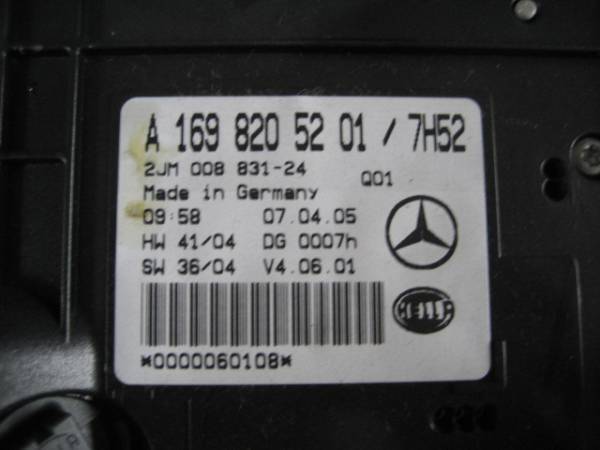 A 169 820 52 01 / 7H52
2JM 008 831-24
Q01
Made in Germany
09:58 07.04.05
HW 41/04 DG 0007h
SW 36/04 V4.06.01
HELLA
*0000060108*